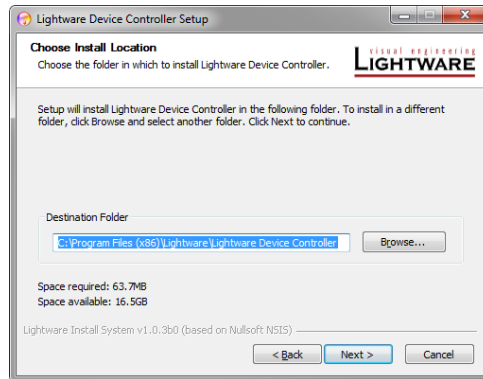 Lightware Device Controller Setup
Choose Install Location
Choose the folder in which to install Lightware Device Controller.
visual engineering
LIGHTWARE
Setup will install Lightware Device Controller in the following folder. To install in a different
folder, click Browse and select another folder. Click Next to continue.
Destination Folder
C:\Program Files (x86)\Lightware\Lightware Device Controller
Browse...
Space required: 63.7MB
Space available: 16.5GB
Lightware Install System v1.0.3b0 (based on Nullsoft NSIS)
< Back
Next >
Cancel